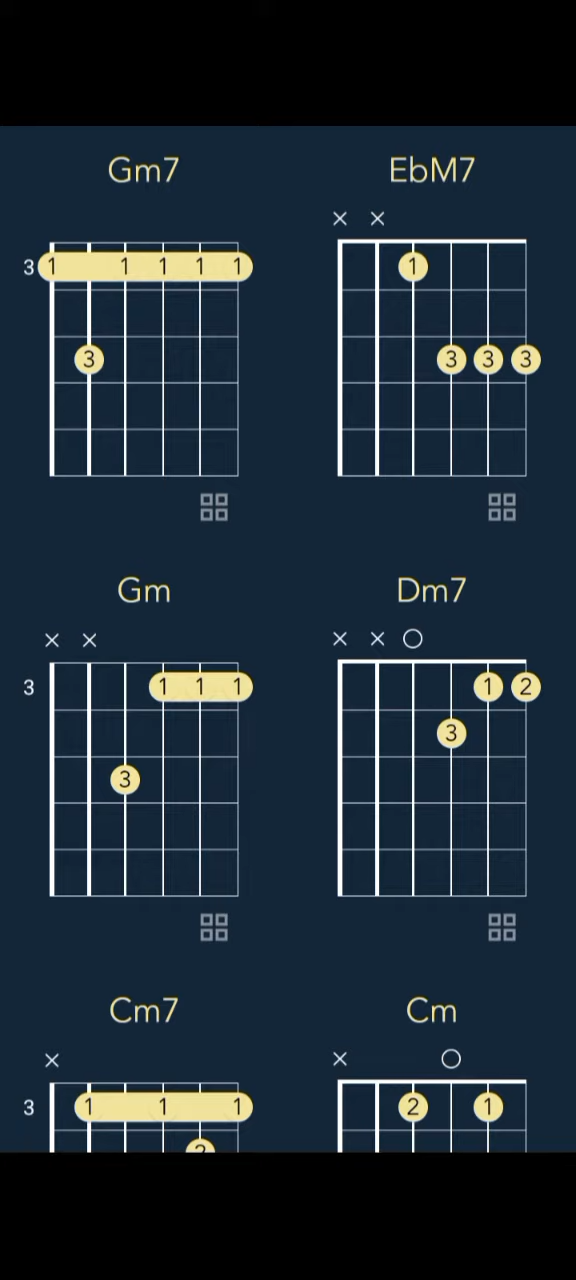 Gm7 EbM7
× ×
3 1 1 1 1 1 1
3 3 3 3
Gm Dm7
× × × × ○
3 1 1 1 1 2
3
3
Cm7 Cm
× × ○
3 1 1 1 2 1